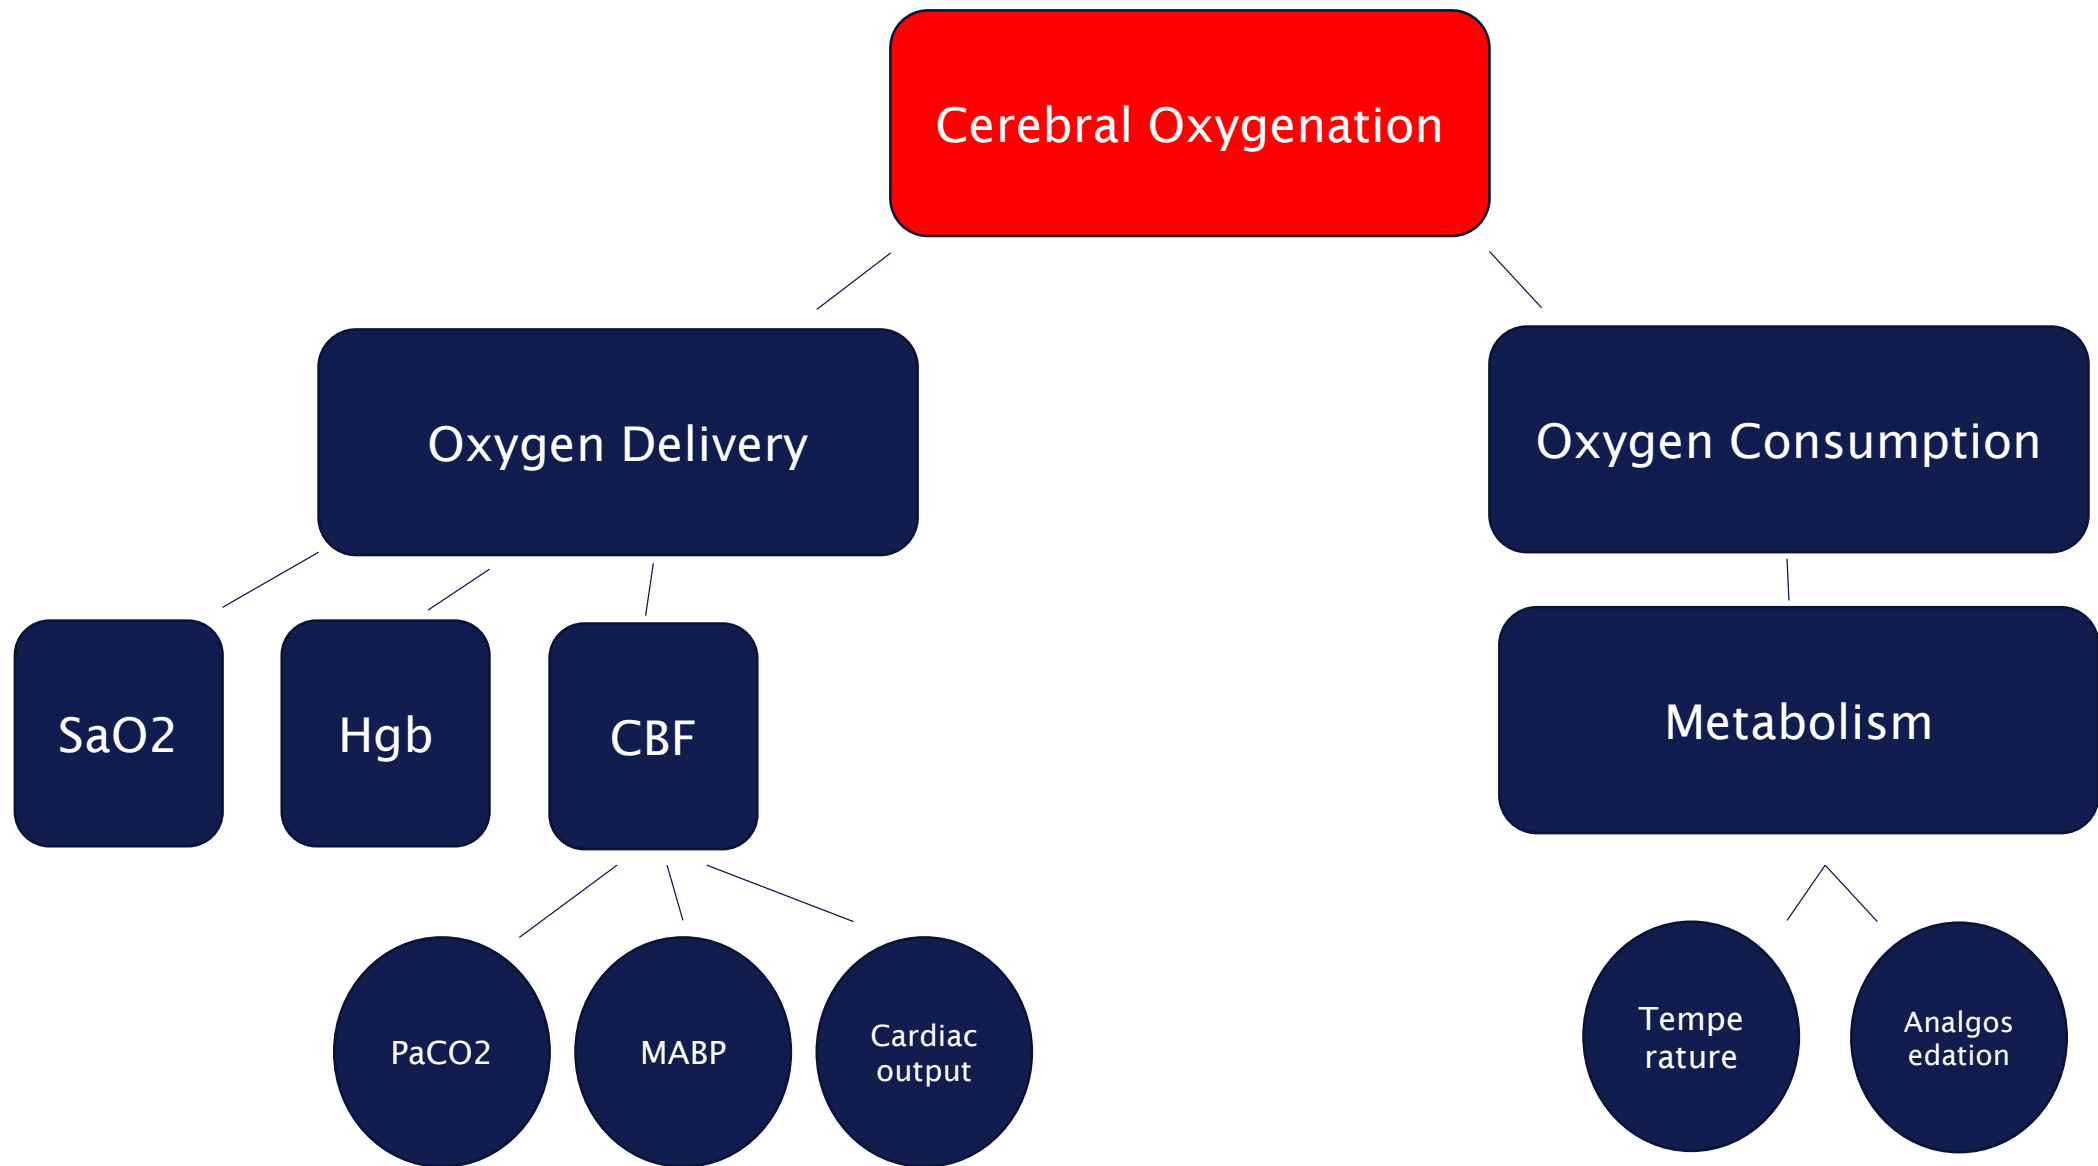 Cerebral Oxygenation
Oxygen Delivery
Oxygen Consumption
SaO2
Hgb
CBF
Metabolism
PaCO2
MABP
Cardiac
output
Tempe
rature
Analgos
edation